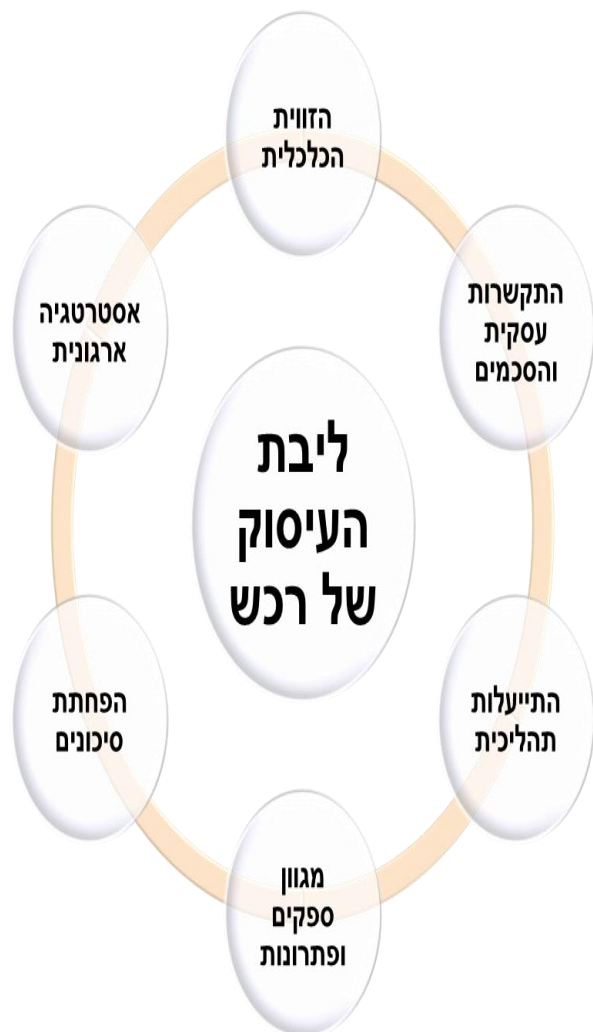 הזווית
הכלכלית
התקשרות
עסקית
והסכמים
אסטרטגיה
ארגונית
ליבת
העיסוק
של רכש
התייעלות
תהליכית
הפחתת
סיכונים
מגוון
ספקים
ופתרונות